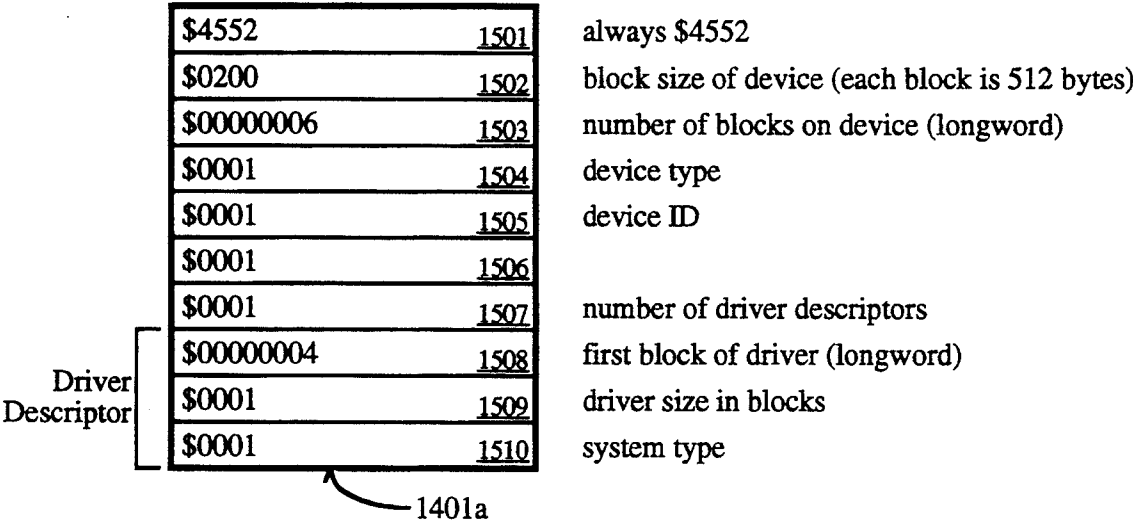 $4552 1501 always $4552
$0200 1502 block size of device (each block is 512 bytes)
$00000006 1503 number of blocks on device (longword)
$0001 1504 device type
$0001 1505 device ID
$0001 1506
$0001 1507 number of driver descriptors
$00000004 1508 first block of driver (longword)
Driver
Descriptor
$0001 1509 driver size in blocks
$0001 1510 system type
1401a